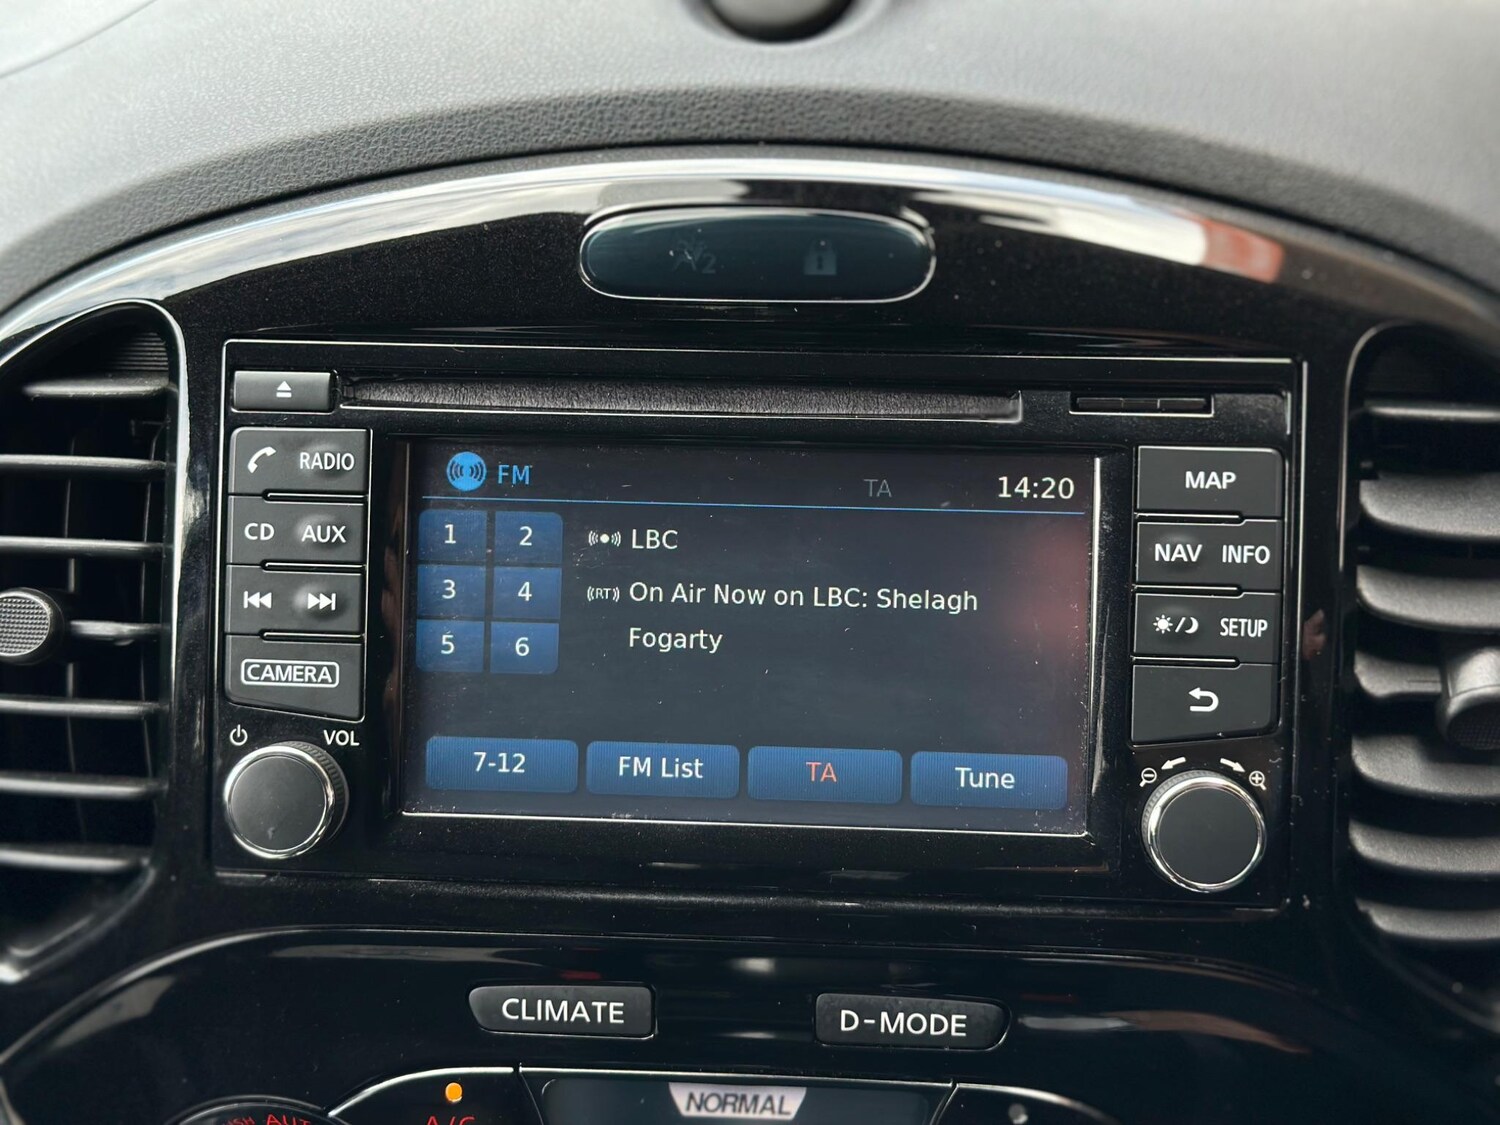 RADIO
CD AUX
CAMERA
VOL
FM
TA
14:20
1 2
3 4
5 6
LBC
RT On Air Now on LBC: Shelagh
Fogarty
7-12 FM List TA Tune
MAP
NAV INFO
SETUP
CLIMATE
D-MODE
NORMAL
AUTO
A/C